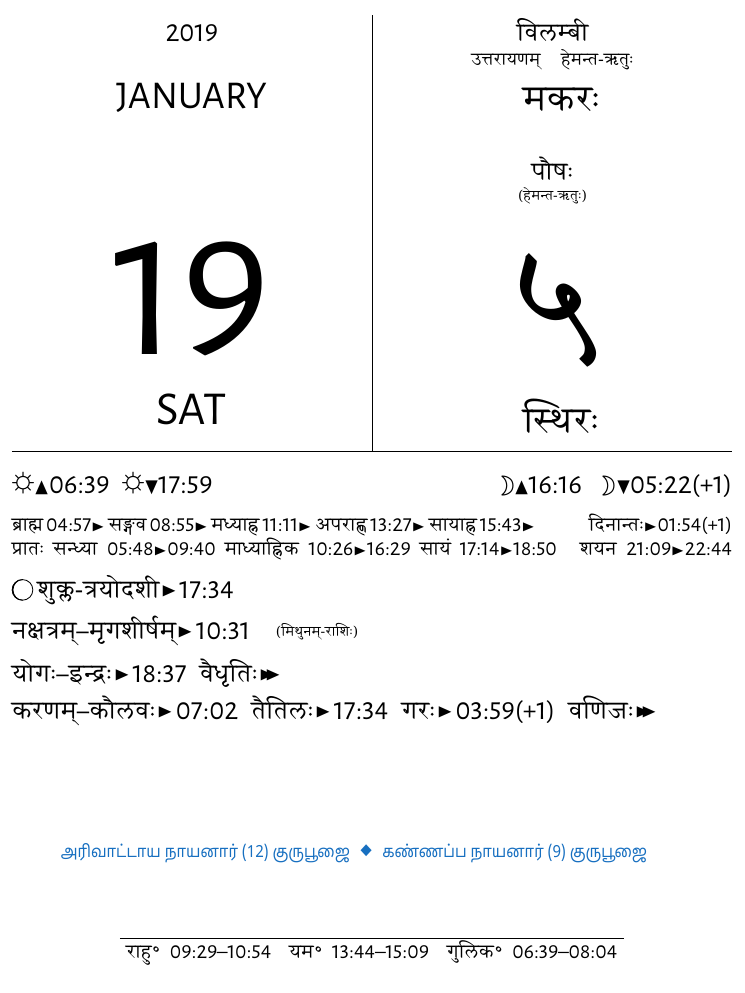 2019
JANUARY
19
SAT
विलम्बी
उत्तरायणम् हेमन्त-ऋतुः
मकरः
पौषः
(हेमन्त-ऋतुः)
५
स्थिरः
☼▲06:39 ☼▼17:59 ☽▲16:16 ☽▼05:22(+1)
ब्राह्म 04:57► सङ्गव 08:55► मध्याह्न 11:11► अपराह्ण 13:27► सायाह्न 15:43► दिनान्तः►01:54(+1)
प्रातः सन्ध्या 05:48►09:40 माध्याह्निक 10:26►16:29 सायं 17:14►18:50 शयन 21:09►22:44
◯शुक्ल-त्रयोदशी►17:34
नक्षत्रम्–मृगशीर्षम्►10:31 (मिथुनम्-राशिः)
योगः–इन्द्रः►18:37 वैधृतिः►►
करणम्–कौलवः►07:02 तैतिलः►17:34 गरः►03:59(+1) वणिजः►►
அரிவாட்டாய நாயனார் (12) குருபூஜை ◆ கண்ணப்ப நாயனார் (9) குருபூஜை
राहु° 09:29–10:54 यम° 13:44–15:09 गुलिक° 06:39–08:04